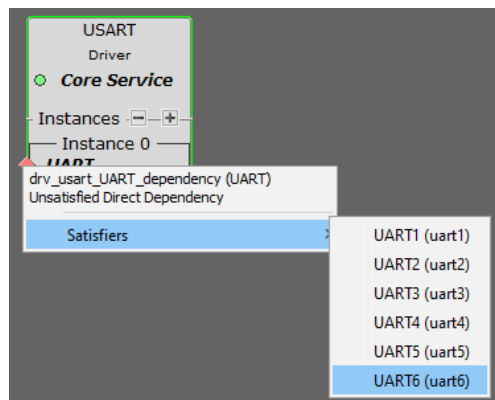 USART
Driver
Core Service
Instances
Instance 0
UART
drv_usart_UART_dependency (UART)
Unsatisfied Direct Dependency
Satisfiers
UART1 (uart1)
UART2 (uart2)
UART3 (uart3)
UART4 (uart4)
UART5 (uart5)
UART6 (uart6)